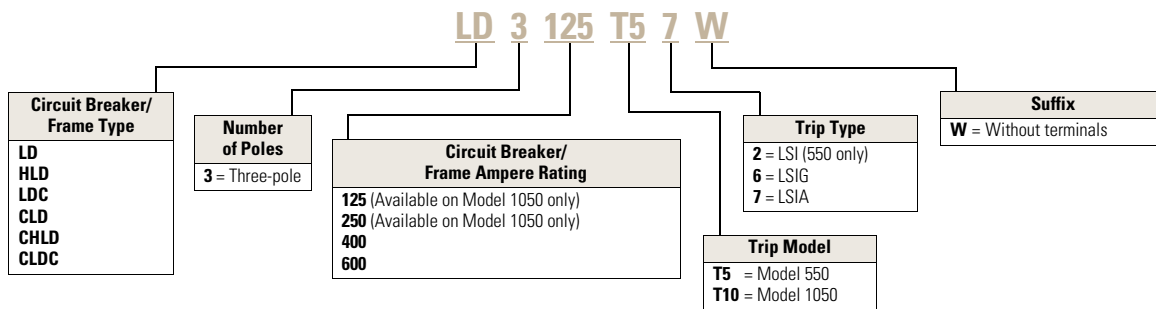 LD 3 125 T5 7 W
Circuit Breaker/
Frame Type
LD
HLD
LDC
CLD
CHLD
CLDC
Number
of Poles
3 = Three-pole
Circuit Breaker/
Frame Ampere Rating
125 (Available on Model 1050 only)
250 (Available on Model 1050 only)
400
600
Trip Model
T5 = Model 550
T10 = Model 1050
Trip Type
2 = LSI (550 only)
6 = LSIG
7 = LSIA
Suffix
W = Without terminals